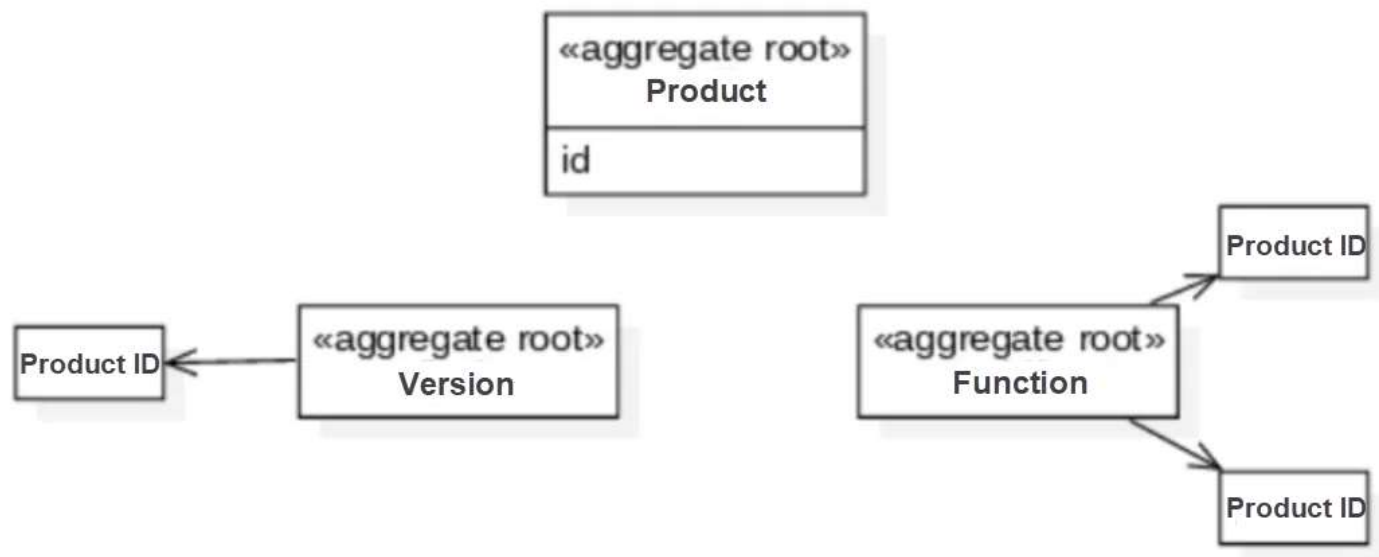 «aggregate root»
Product
id
Product ID
Product ID
«aggregate root»
Version
«aggregate root»
Function
Product ID